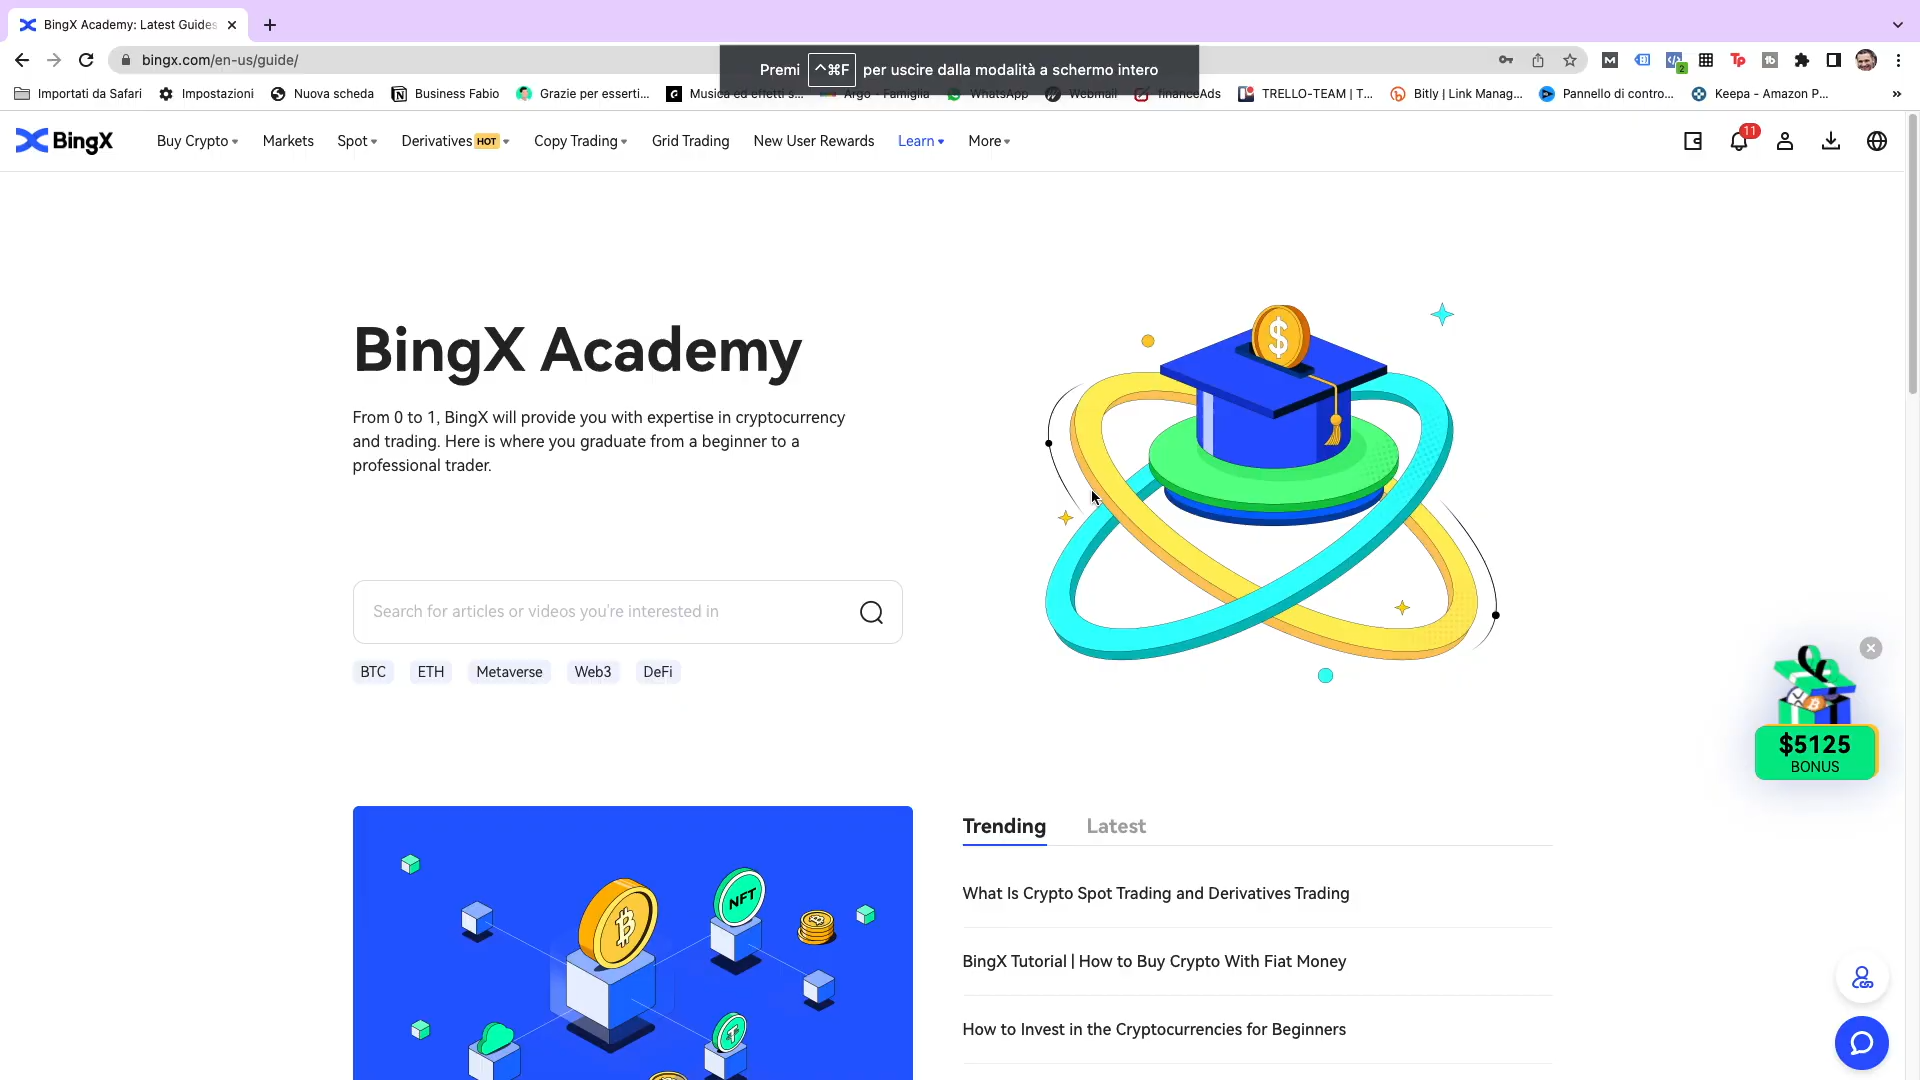 BingX Academy: Latest Guides
bingx.com/en-us/guide/
Premi ^⌘F per uscire dalla modalità a schermo intero
2
Importati da Safari
Impostazioni
Nuova scheda
Business Fabio
Grazie per esserti...
Musica ed effetti s...
Argo - Famiglia
WhatsApp
Webmail
financeAds
TRELLO-TEAM | T...
Bitly | Link Manag...
Pannello di contro...
Keepa - Amazon P...
»
BingX
Buy Crypto
Markets
Spot
Derivatives HOT
Copy Trading
Grid Trading
New User Rewards
Learn
More
11
BingX Academy
From 0 to 1, BingX will provide you with expertise in cryptocurrency
and trading. Here is where you graduate from a beginner to a
professional trader.
Search for articles or videos you're interested in
BTC
ETH
Metaverse
Web3
DeFi
$
$5125
BONUS
NFT
Trending
Latest
What Is Crypto Spot Trading and Derivatives Trading
BingX Tutorial | How to Buy Crypto With Fiat Money
How to Invest in the Cryptocurrencies for Beginners